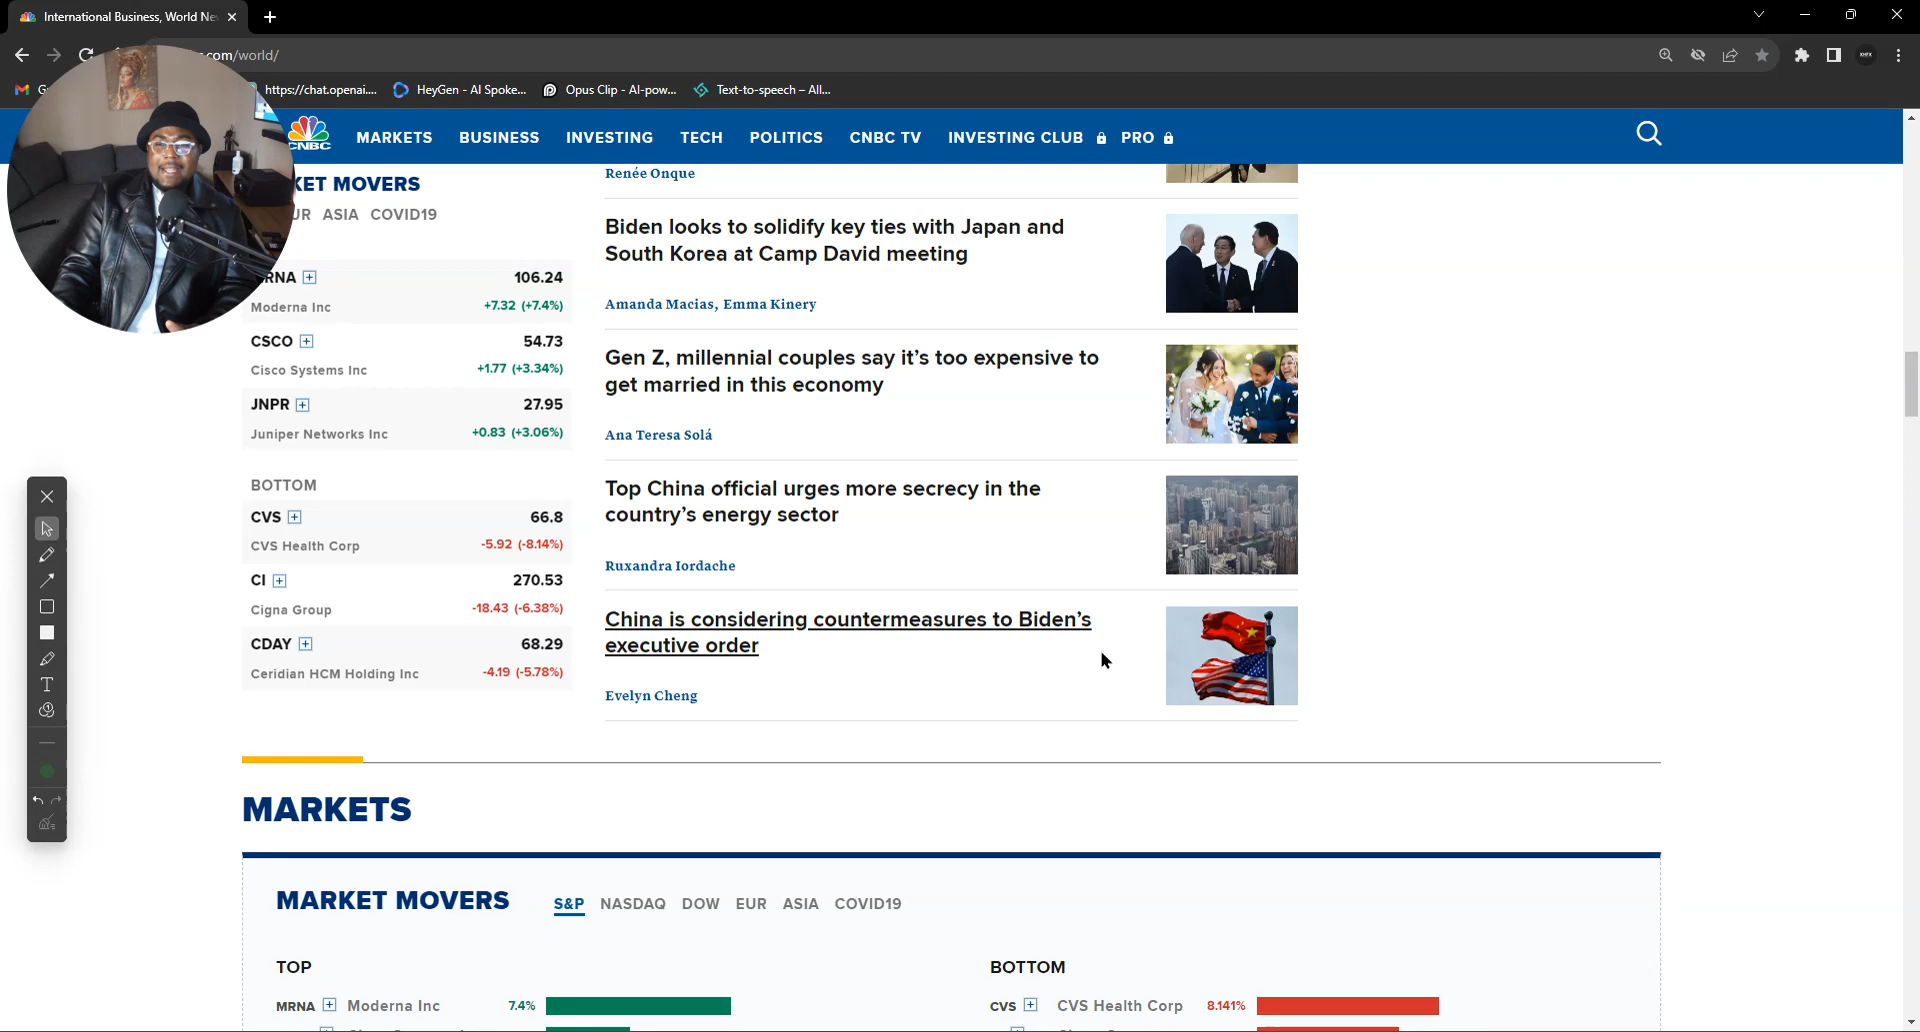 International Business, World Ne
.com/world/
https://chat.openai....
HeyGen - AI Spoke...
Opus Clip - AI-pow...
Text-to-speech – All...
CNBC
MARKETS BUSINESS INVESTING TECH POLITICS CNBC TV INVESTING CLUB PRO
KET MOVERS
UR ASIA COVID19
RNA 106.24
Moderna Inc +7.32 (+7.4%)
CSCO 54.73
Cisco Systems Inc +1.77 (+3.34%)
JNPR 27.95
Juniper Networks Inc +0.83 (+3.06%)
BOTTOM
CVS 66.8
CVS Health Corp -5.92 (-8.14%)
CI 270.53
Cigna Group -18.43 (-6.38%)
CDAY 68.29
Ceridian HCM Holding Inc -4.19 (-5.78%)
Renée Onque
Biden looks to solidify key ties with Japan and
South Korea at Camp David meeting
Amanda Macias, Emma Kinery
Gen Z, millennial couples say it's too expensive to
get married in this economy
Ana Teresa Solá
Top China official urges more secrecy in the
country's energy sector
Ruxandra Iordache
China is considering countermeasures to Biden's
executive order
Evelyn Cheng
MARKETS
MARKET MOVERS S&P NASDAQ DOW EUR ASIA COVID19
TOP
MRNA Moderna Inc 7.4%
BOTTOM
CVS CVS Health Corp 8.141%